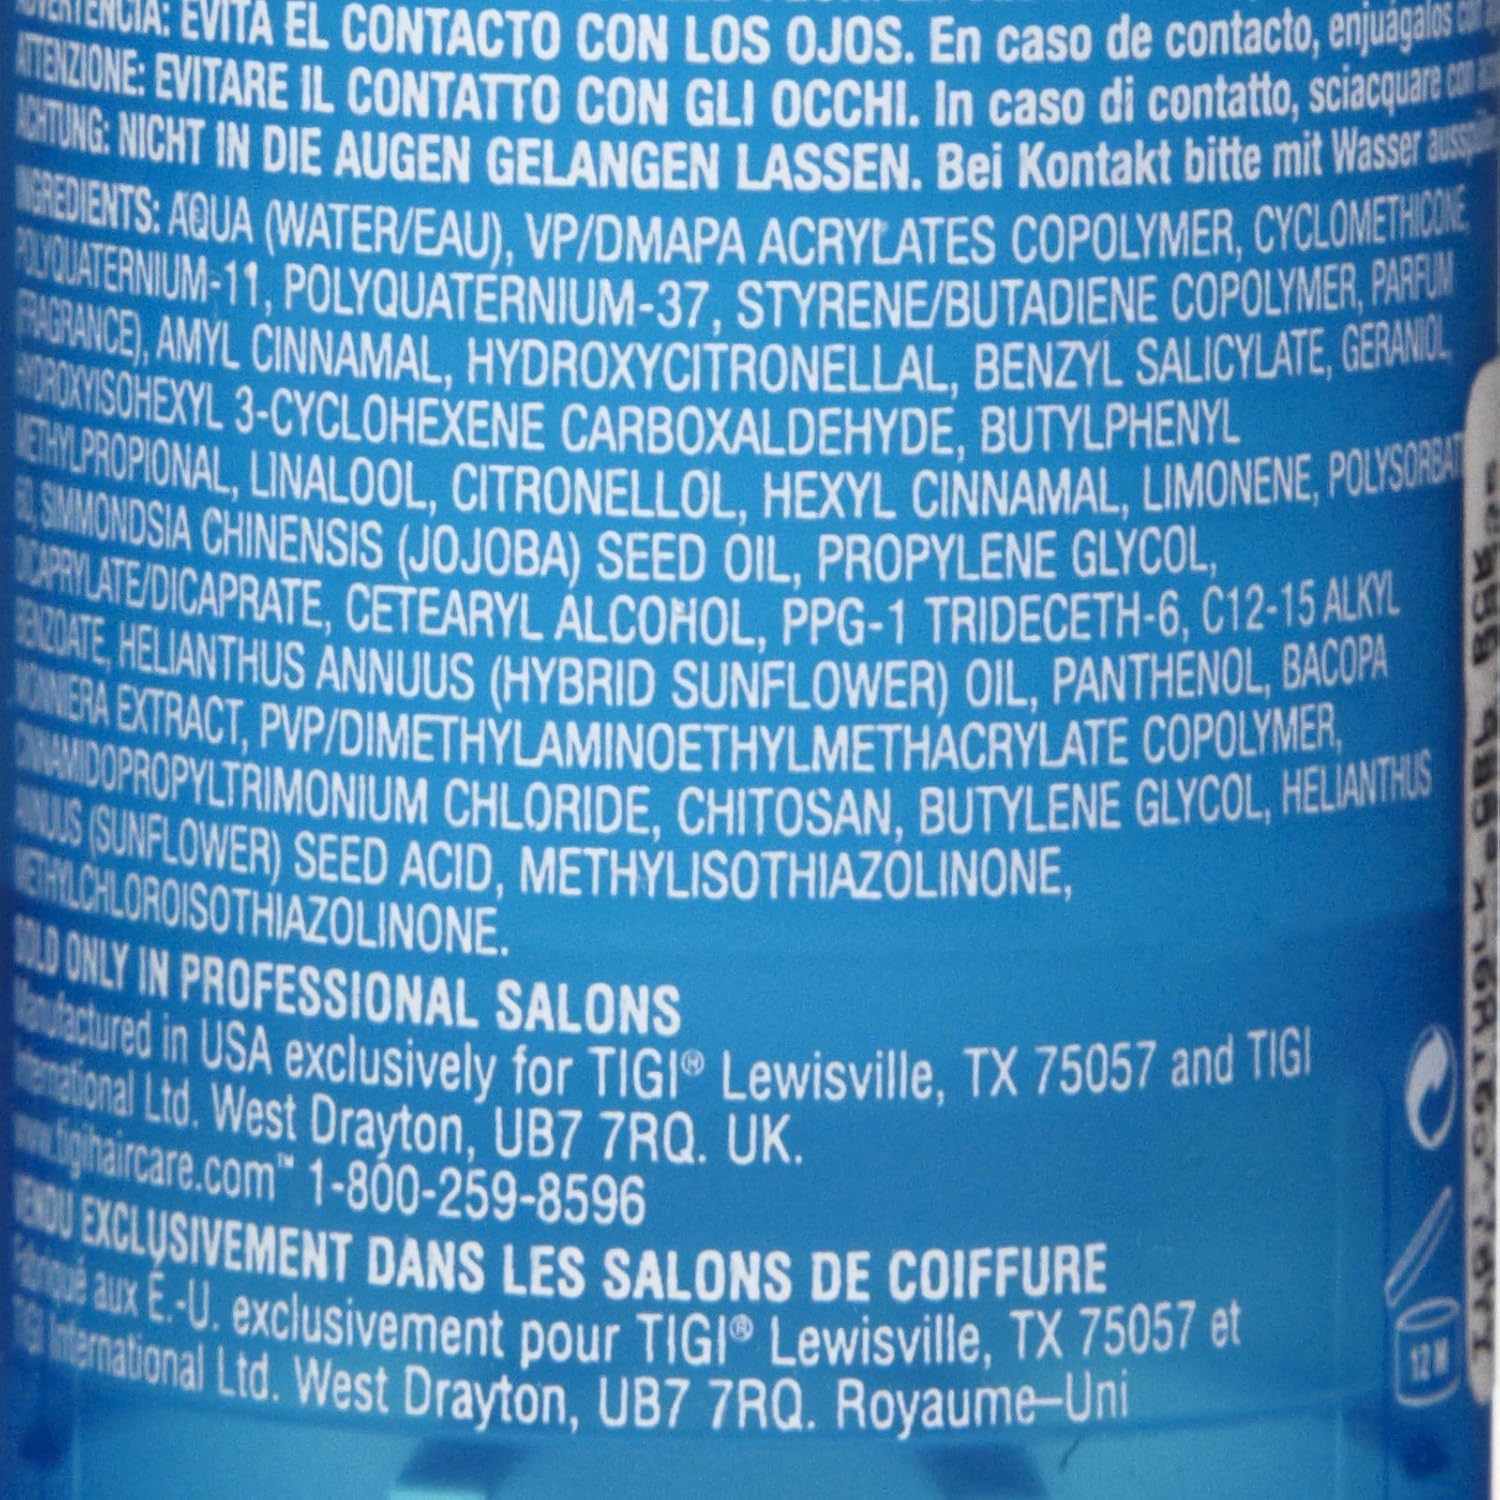 ADVERTENCIA: EVITA EL CONTACTO CON LOS OJOS. En caso de contacto, enjuágalos con
ATTENZIONE: EVITARE IL CONTATTO CON GLI OCCHI. In caso di contatto, sciacquare con
ACHTUNG: NICHT IN DIE AUGEN GELANGEN LASSEN. Bei Kontakt bitte mit Wasser
INGREDIENTS: AQUA (WATER/EAU), VP/DMAPA ACRYLATES COPOLYMER, CYCLOMETHICONE,
POLYQUATERNIUM-11, POLYQUATERNIUM-37, STYRENE/BUTADIENE COPOLYMER, PARFUM
(FRAGRANCE), AMYL CINNAMAL, HYDROXYCITRONELLAL, BENZYL SALICYLATE, GERANIOL,
HYDROXYISOHEXYL 3-CYCLOHEXENE CARBOXALDEHYDE, BUTYLPHENYL
METHYLPROPIONAL, LINALOOL, CITRONELLOL, HEXYL CINNAMAL, LIMONENE, POLYSORBATE
60, SIMMONDSIA CHINENSIS (JOJOBA) SEED OIL, PROPYLENE GLYCOL,
DICAPRYLATE/DICAPRATE, CETEARYL ALCOHOL, PPG-1 TRIDECETH-6, C12-15 ALKYL
BENZOATE, HELIANTHUS ANNUUS (HYBRID SUNFLOWER) OIL, PANTHENOL, BACOPA
MONNIERA EXTRACT, PVP/DIMETHYLAMINOETHYLMETHACRYLATE COPOLYMER,
CINNAMIDOPROPYLTRIMONIUM CHLORIDE, CHITOSAN, BUTYLENE GLYCOL, HELIANTHUS
ANNUUS (SUNFLOWER) SEED ACID, METHYLISOTHIAZOLINONE,
METHYLCHLOROISOTHIAZOLINONE.
SOLD ONLY IN PROFESSIONAL SALONS
Manufactured in USA exclusively for TIGI® Lewisville, TX 75057 and TIGI
International Ltd. West Drayton, UB7 7RQ. UK.
www.tigihaircare.com™ 1-800-259-8596
VENDU EXCLUSIVEMENT DANS LES SALONS DE COIFFURE
Fabriqué aux É.-U. exclusivement pour TIGI® Lewisville, TX 75057 et
TIGI International Ltd. West Drayton, UB7 7RQ. Royaume–Uni
12 M